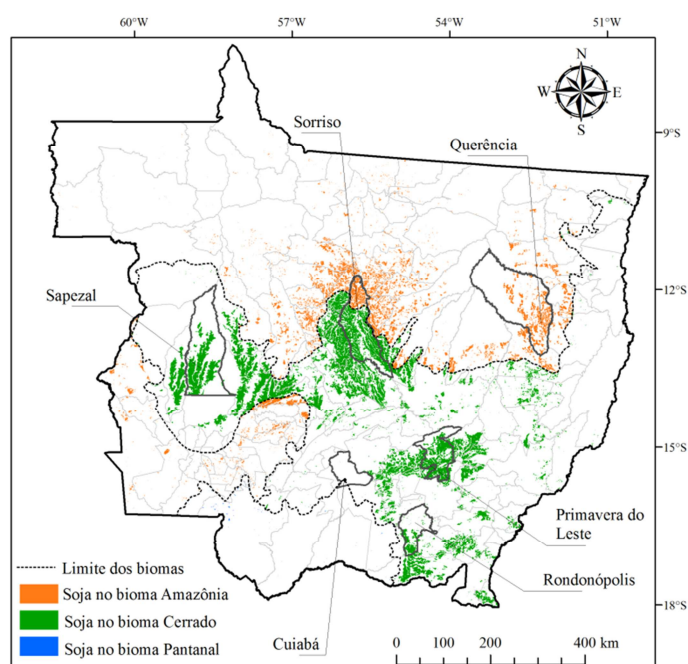 60°W 57°W 54°W 51°W
N
W E
S
Sorriso
Querência
9°S
12°S
Sapezal
15°S
Primavera do
Leste
Rondonópolis
Limite dos biomas
Soja no bioma Amazônia
Soja no bioma Cerrado
Soja no bioma Pantanal
18°S
Cuiabá
0 100 200 400 km